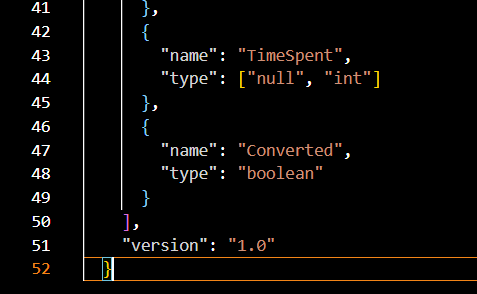 41 },
42 {
43 "name": "TimeSpent",
44 "type": ["null", "int"]
45 },
46 {
47 "name": "Converted",
48 "type": "boolean"
49 }
50 ],
51 "version": "1.0"
52 }